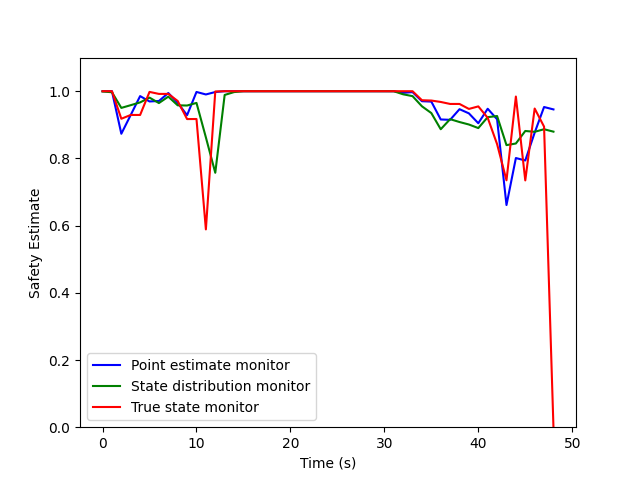 1.0
0.8
0.6
0.4
0.2
0.0
Safety Estimate
Point estimate monitor
State distribution monitor
True state monitor
0 10 20 30 40 50
Time (s)